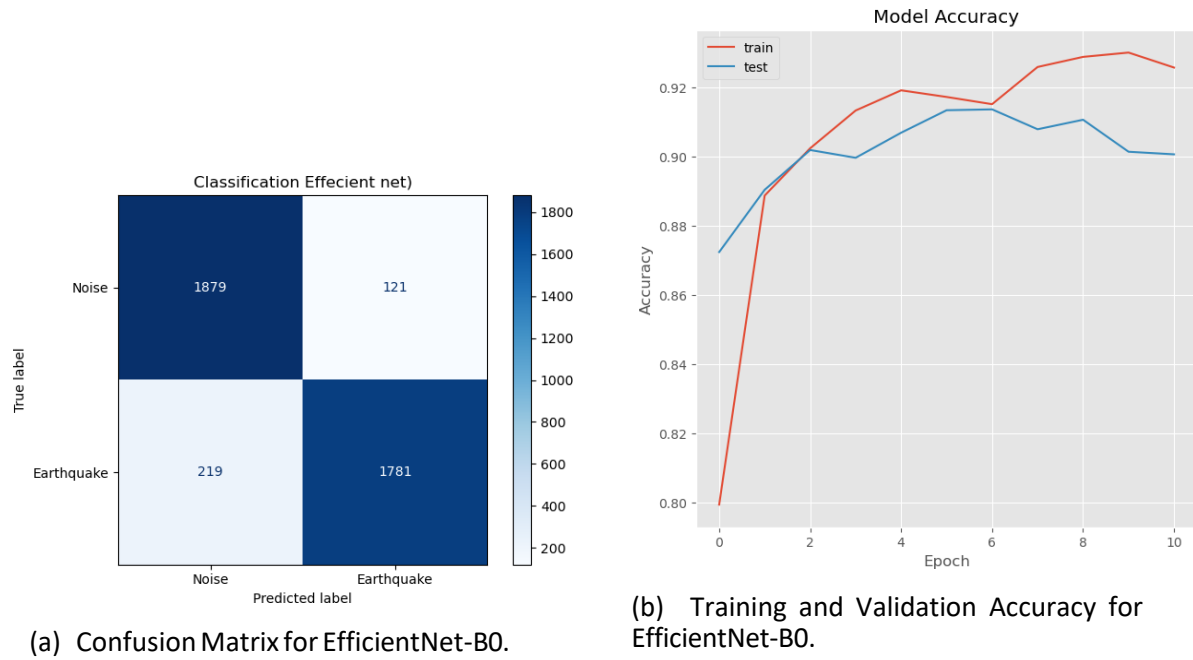 Classification Effecient net)
True label
Noise
Earthquake
1879
121
219
1781
Noise
Earthquake
Predicted label
1800
1600
1400
1200
1000
800
600
400
200
(a) Confusion Matrix for EfficientNet-B0.
Model Accuracy
train
test
Accuracy
0.92
0.90
0.88
0.86
0.84
0.82
0.80
0
2
4
6
8
10
Epoch
(b) Training and Validation Accuracy for
EfficientNet-B0.